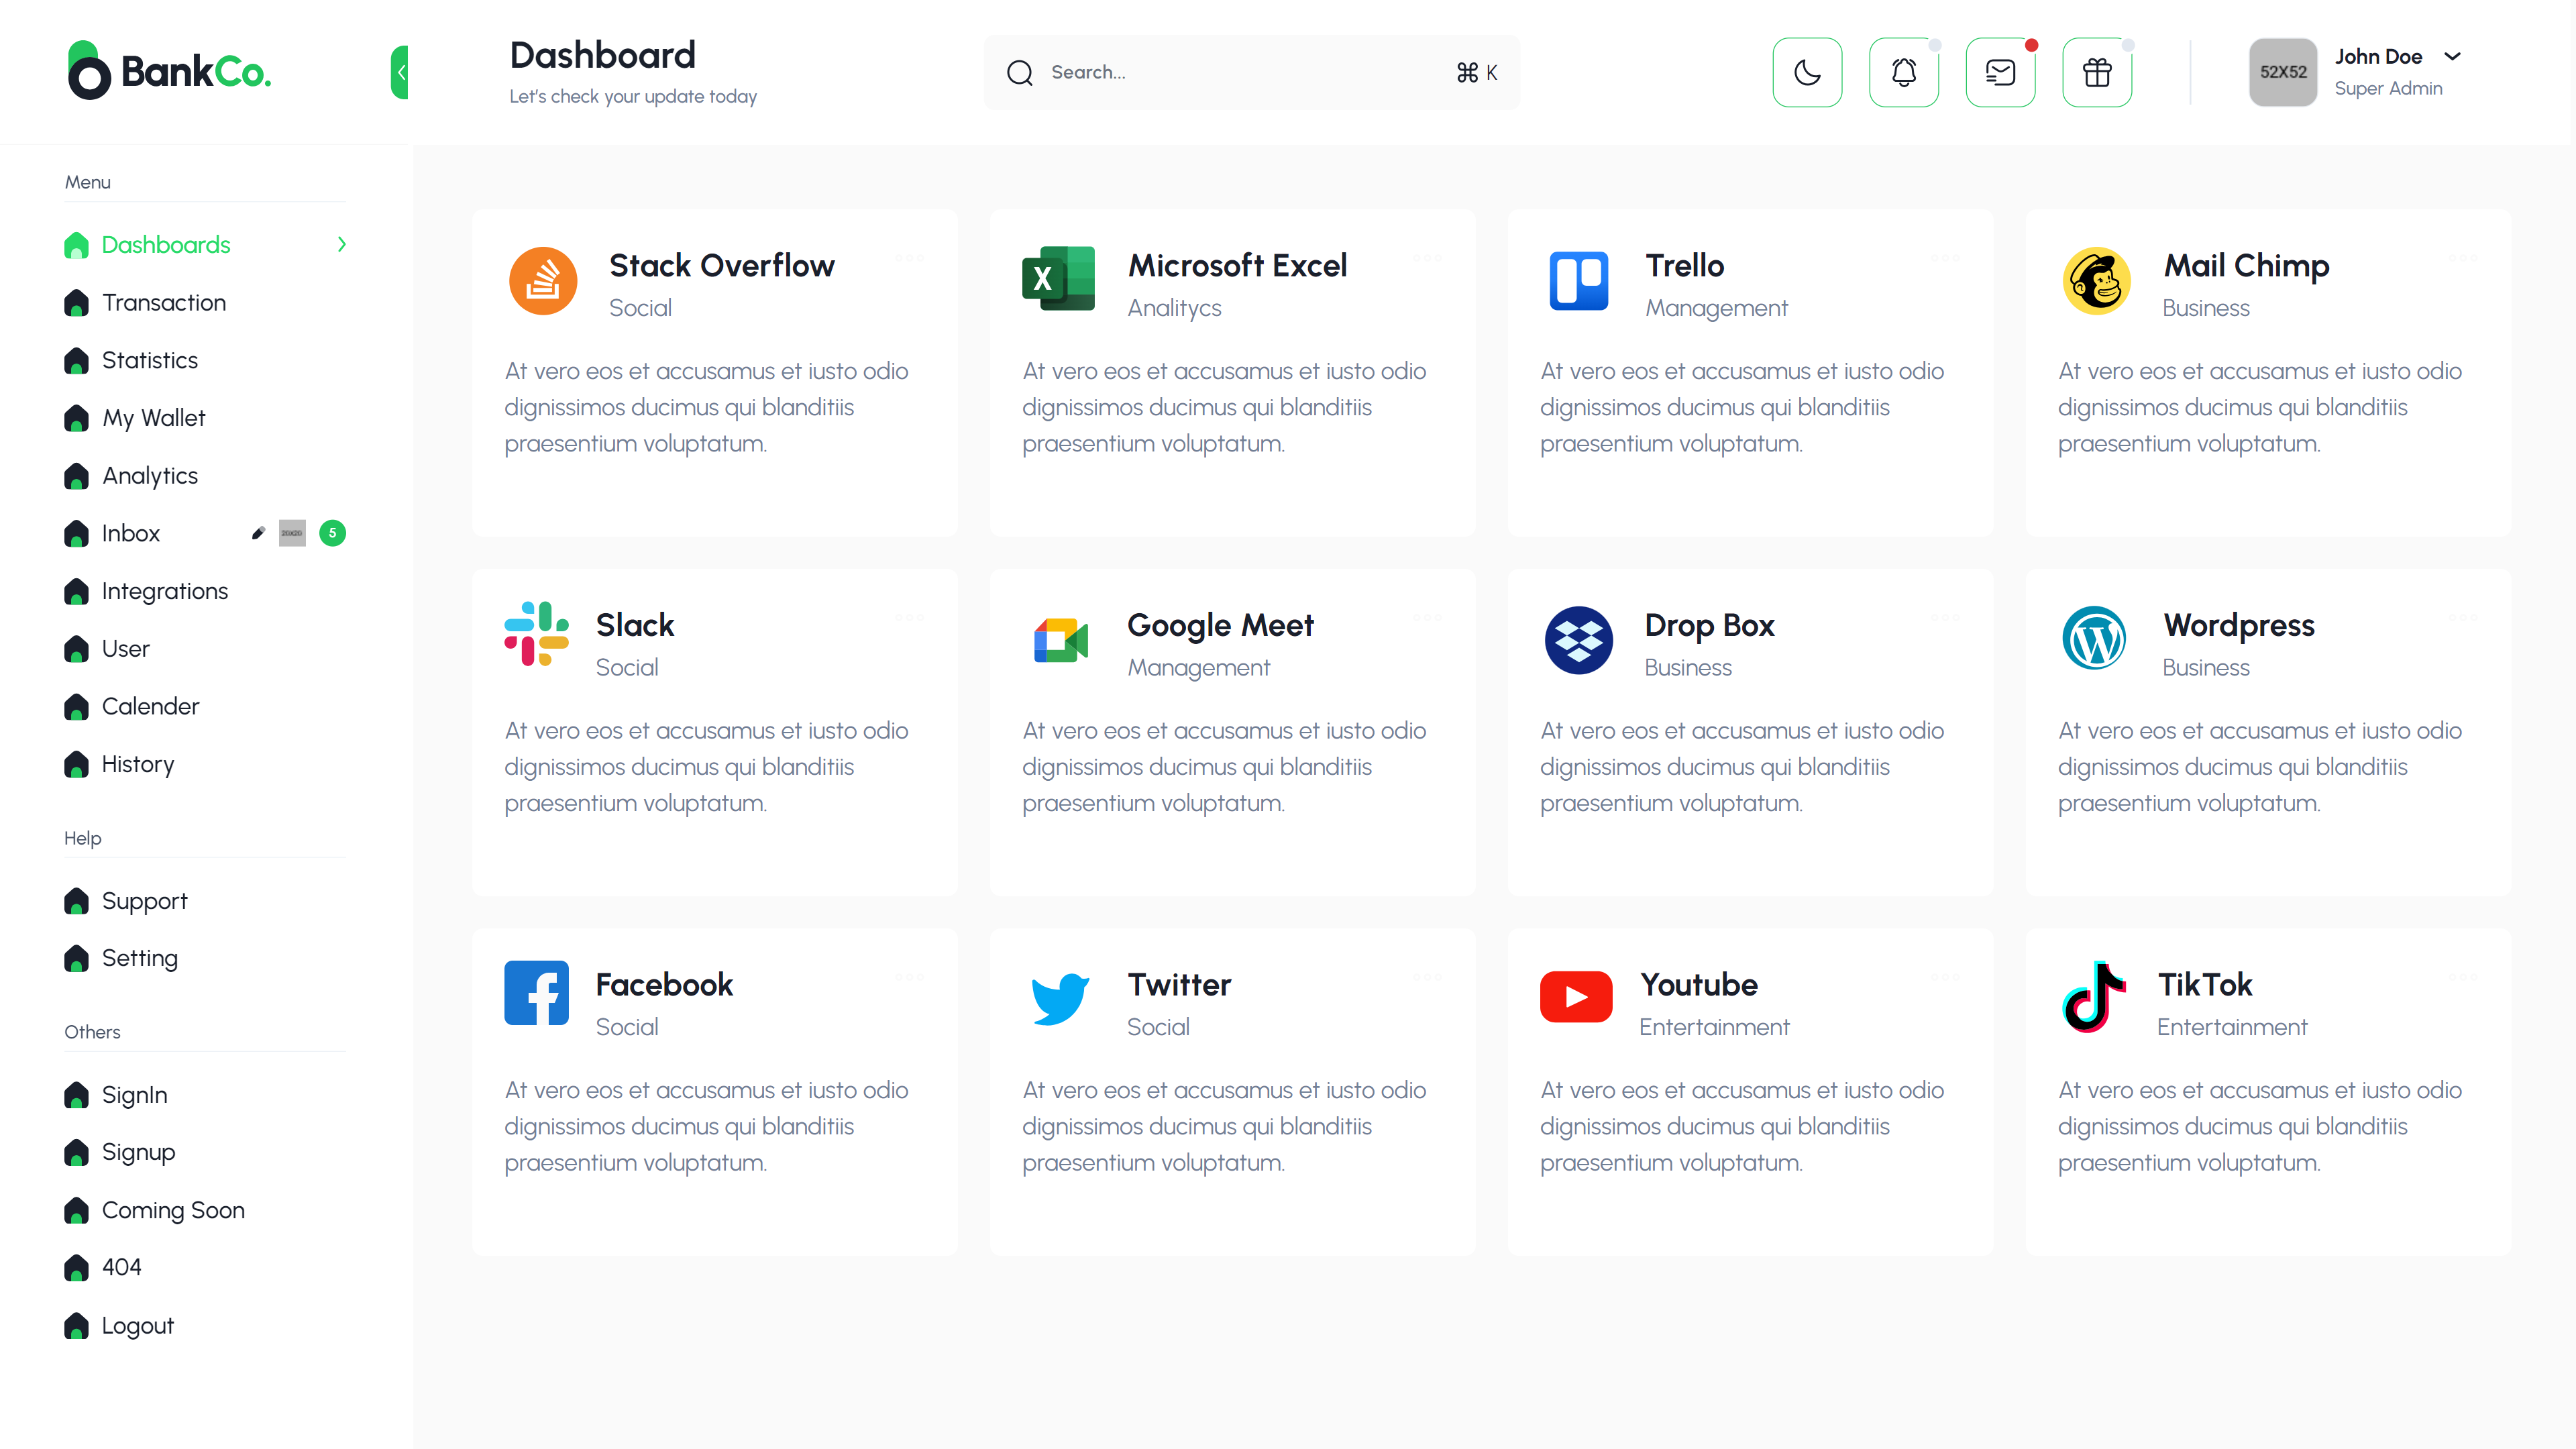 BankCo.
Dashboard
Let's check your update today
Search...
⌘ K
52X52
John Doe
Super Admin
Menu
Dashboards
Transaction
Statistics
My Wallet
Analytics
Inbox
5
Integrations
User
Calender
History
Help
Support
Setting
Others
SignIn
Signup
Coming Soon
404
Logout
Stack Overflow
Social
At vero eos et accusamus et iusto odio
dignissimos ducimus qui blanditiis
praesentium voluptatum.
X
Microsoft Excel
Analitycs
At vero eos et accusamus et iusto odio
dignissimos ducimus qui blanditiis
praesentium voluptatum.
Trello
Management
At vero eos et accusamus et iusto odio
dignissimos ducimus qui blanditiis
praesentium voluptatum.
Mail Chimp
Business
At vero eos et accusamus et iusto odio
dignissimos ducimus qui blanditiis
praesentium voluptatum.
Slack
Social
At vero eos et accusamus et iusto odio
dignissimos ducimus qui blanditiis
praesentium voluptatum.
Google Meet
Management
At vero eos et accusamus et iusto odio
dignissimos ducimus qui blanditiis
praesentium voluptatum.
Drop Box
Business
At vero eos et accusamus et iusto odio
dignissimos ducimus qui blanditiis
praesentium voluptatum.
Wordpress
Business
At vero eos et accusamus et iusto odio
dignissimos ducimus qui blanditiis
praesentium voluptatum.
Facebook
Social
At vero eos et accusamus et iusto odio
dignissimos ducimus qui blanditiis
praesentium voluptatum.
Twitter
Social
At vero eos et accusamus et iusto odio
dignissimos ducimus qui blanditiis
praesentium voluptatum.
Youtube
Entertainment
At vero eos et accusamus et iusto odio
dignissimos ducimus qui blanditiis
praesentium voluptatum.
TikTok
Entertainment
At vero eos et accusamus et iusto odio
dignissimos ducimus qui blanditiis
praesentium voluptatum.